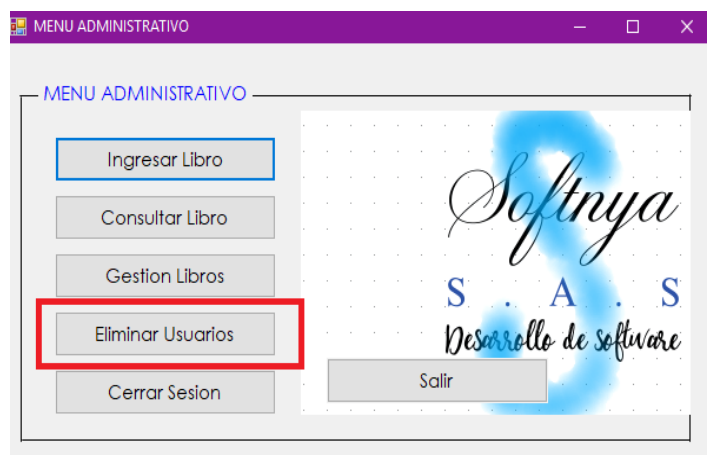 MENU ADMINISTRATIVO
MENU ADMINISTRATIVO
Ingresar Libro
Consultar Libro
Gestion Libros
Eliminar Usuarios
Cerrar Sesion
Softnya
S . A . S
Desarrollo de software
Salir